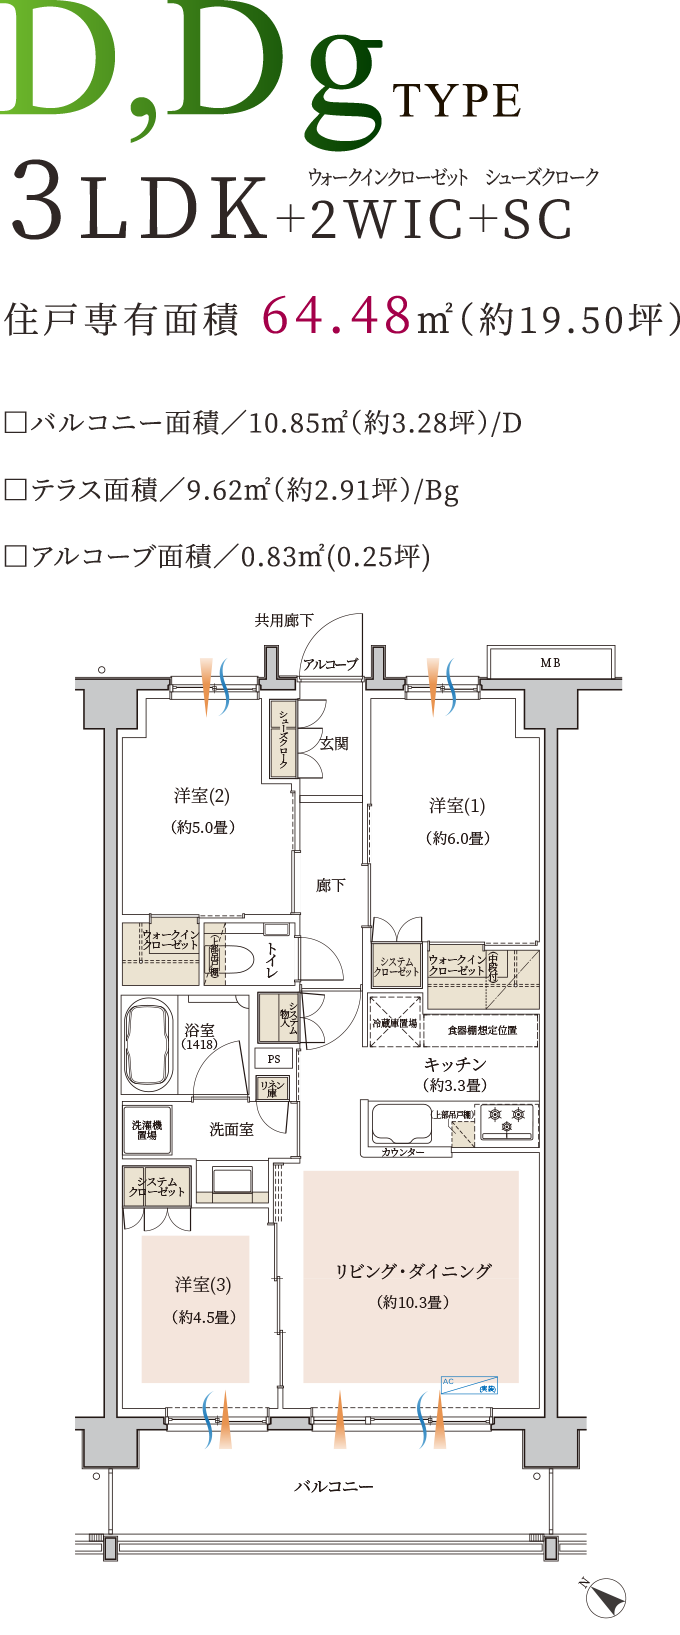 D,Dg TYPE
ウォークインクローゼット シューズクローク
3LDK+2WIC+SC
住戸専有面積 64.48㎡(約19.50坪)
□バルコニー面積／10.85㎡(約3.28坪)/D
□テラス面積／9.62㎡(約2.91坪)/Bg
□アルコーブ面積／0.83㎡(0.25坪)
共用廊下
アルコーブ
MB
シューズクローク
玄関
洋室(2)
(約5.0畳)
洋室(1)
(約6.0畳)
廊下
ウォークイン
クローゼット
(上部吊戸棚)
トイレ
システム
クローゼット
ウォークイン
クローゼット
(中段付)
システム
物入
冷蔵庫置場
食器棚想定位置
浴室
(1418)
PS
キッチン
(約3.3畳)
リネン
庫
洗濯機
置場
洗面室
(上部吊戸棚)
カウンター
システム
クローゼット
リビング・ダイニング
(約10.3畳)
洋室(3)
(約4.5畳)
AC
(実装)
バルコニー
N